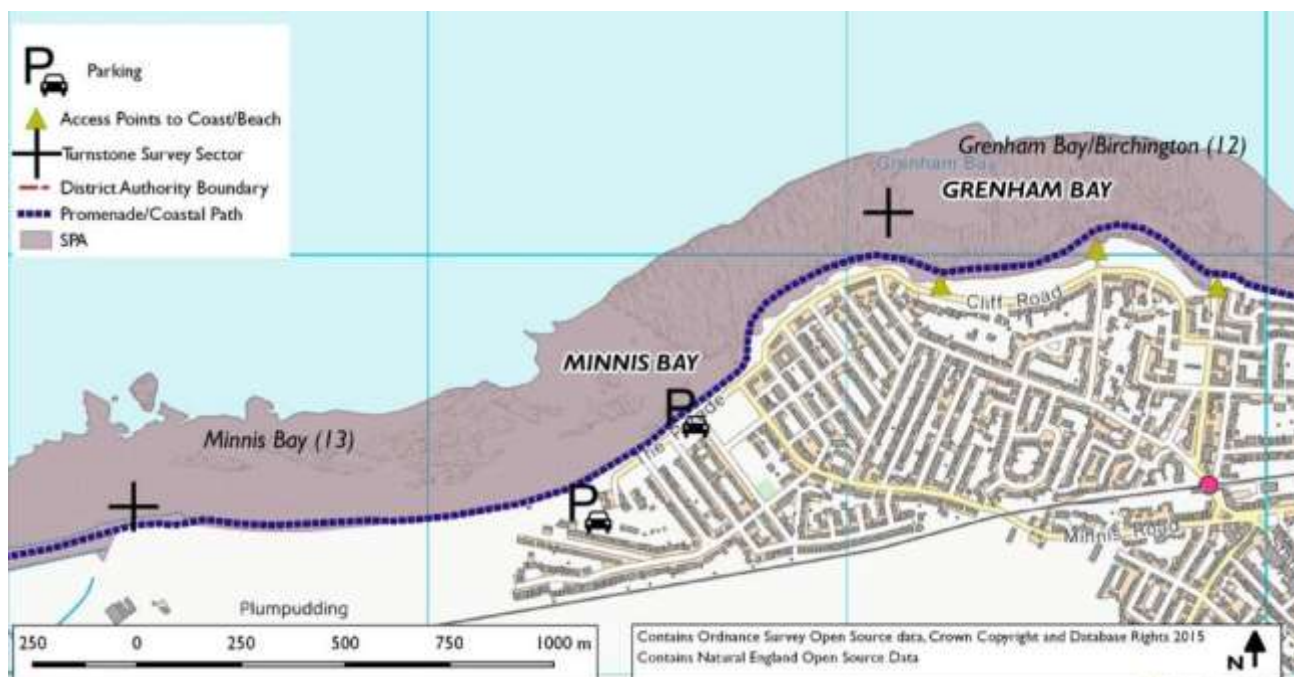 P
Parking
Access Points to Coast/Beach
Turnstone Survey Sector
District Authority Boundary
Promenade/Coastal Path
SPA
Grenham Bay/Birchington (12)
Grenham Bay
GRENHAM BAY
Cliff Road
MINNIS BAY
P
Minnis Bay (13)
P
Minnis Road
Plumpudding
250 0 250 500 750 1000 m
Contains Ordnance Survey Open Source data, Crown Copyright and Database Rights 2015
Contains Natural England Open Source Data
N